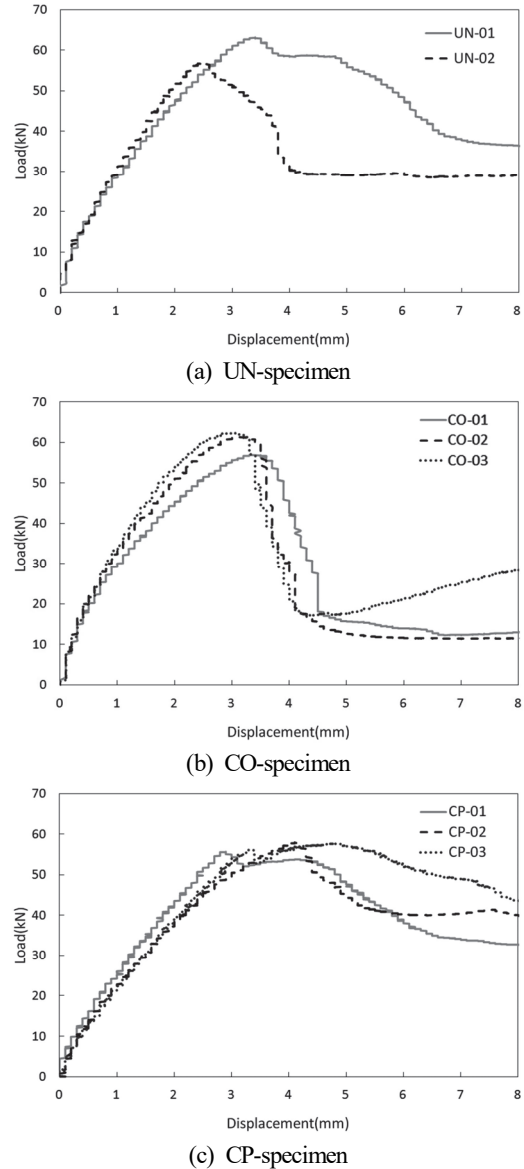 70
60
50
40
30
20
10
0
Load(kN)
UN-01
UN-02
0 1 2 3 4 5 6 7 8
Displacement(mm)
(a) UN-specimen
70
60
50
40
30
20
10
0
Load(kN)
CO-01
CO-02
CO-03
0 1 2 3 4 5 6 7 8
Displacement(mm)
(b) CO-specimen
70
60
50
40
30
20
10
0
Load(kN)
CP-01
CP-02
CP-03
0 1 2 3 4 5 6 7 8
Displacement(mm)
(c) CP-specimen